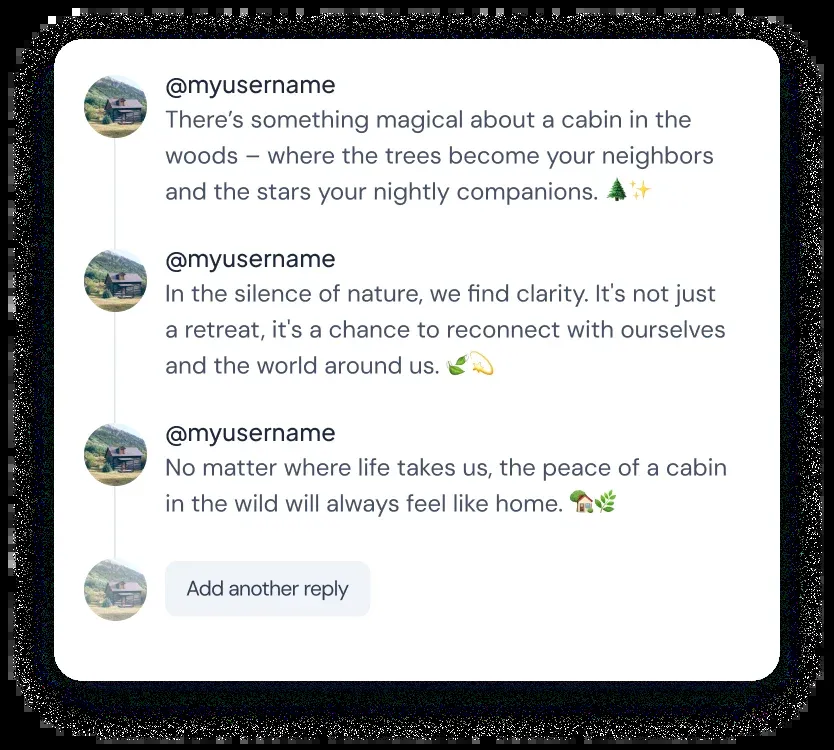 @myusername
There’s something magical about a cabin in the
woods – where the trees become your neighbors
and the stars your nightly companions. 🌲✨
@myusername
In the silence of nature, we find clarity. It's not just
a retreat, it's a chance to reconnect with ourselves
and the world around us. 🍃💫
@myusername
No matter where life takes us, the peace of a cabin
in the wild will always feel like home. 🏡🌿
Add another reply